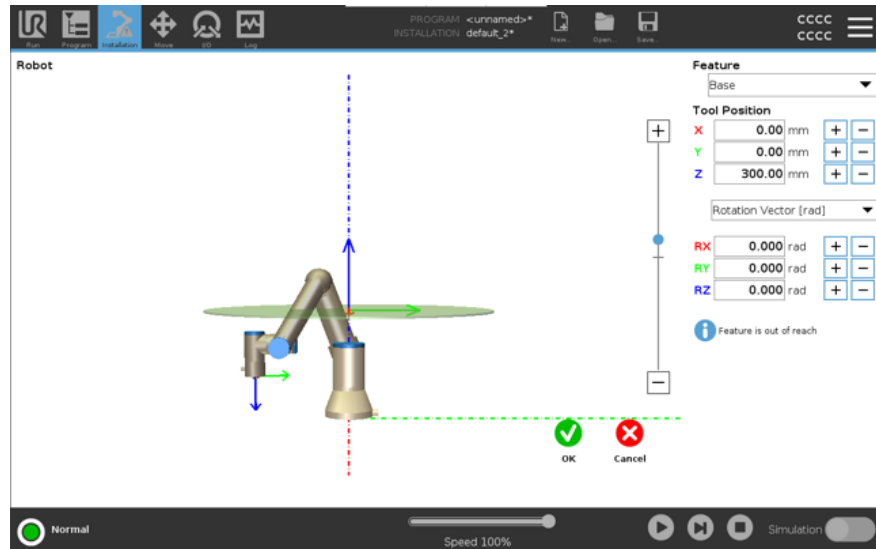 PROGRAM <unnamed>*
INSTALLATION default_2*
Run
Program
Installation
Move
I/O
Log
New...
Open...
Save...
CCCC
CCCC
Robot
Feature
Base
Tool Position
X 0.00 mm + −
Y 0.00 mm + −
Z 300.00 mm + −
Rotation Vector [rad]
RX 0.000 rad + −
RY 0.000 rad + −
RZ 0.000 rad + −
Feature is out of reach
OK
Cancel
Normal
Speed 100%
Simulation